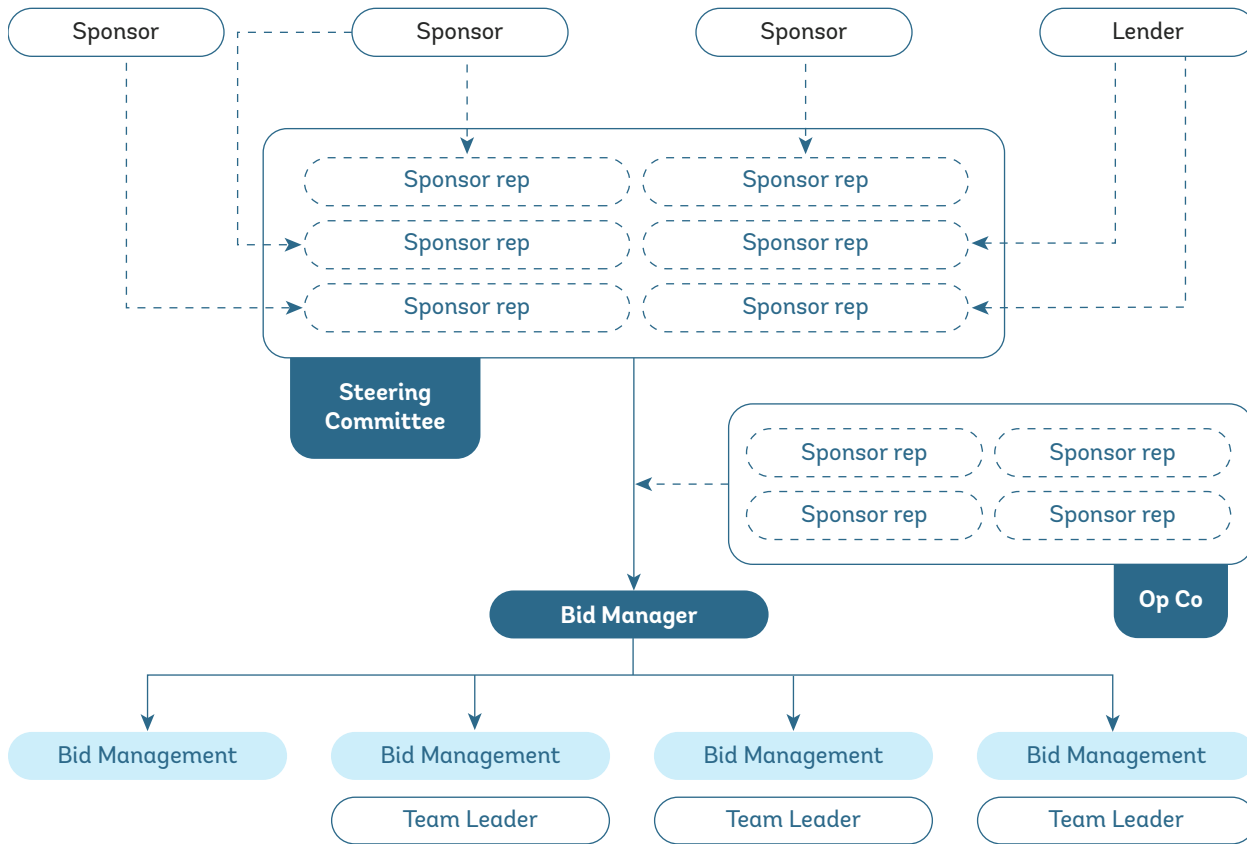 Sponsor
Sponsor
Sponsor
Lender
Sponsor rep
Sponsor rep
Sponsor rep
Sponsor rep
Sponsor rep
Sponsor rep
Steering
Committee
Sponsor rep
Sponsor rep
Sponsor rep
Sponsor rep
Op Co
Bid Manager
Bid Management
Bid Management
Bid Management
Bid Management
Team Leader
Team Leader
Team Leader